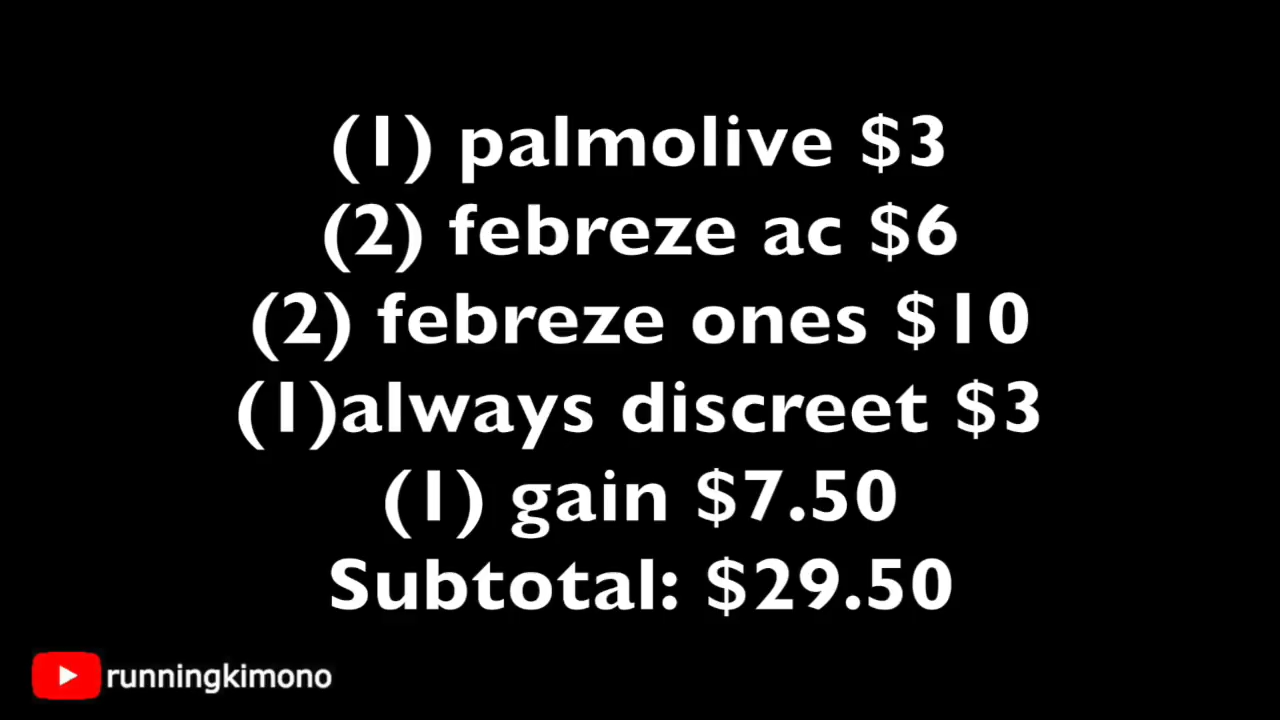 (1) palmolive $3
(2) febreze ac $6
(2) febreze ones $10
(1)always discreet $3
(1) gain $7.50
Subtotal: $29.50
runningkimono